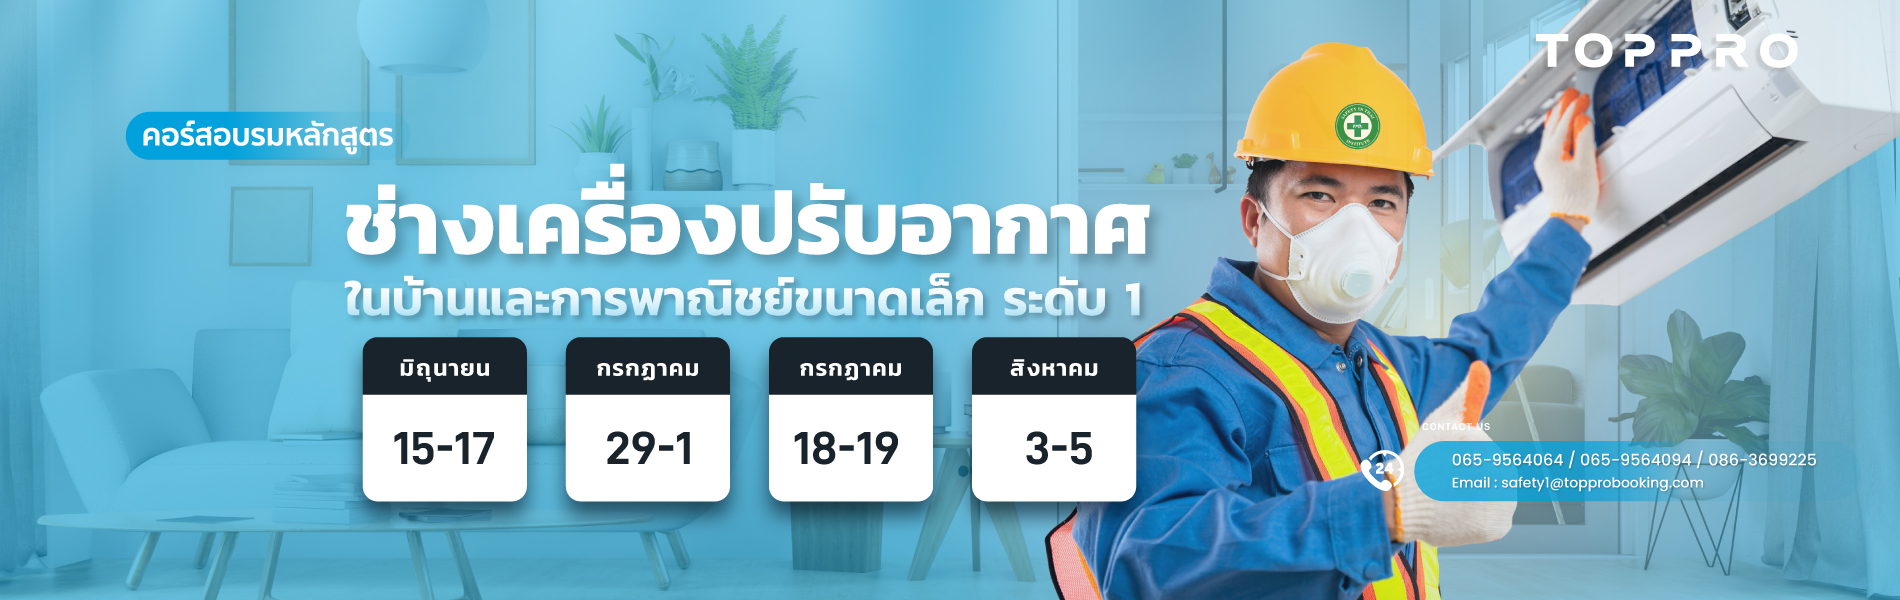 TOPPRO
คอร์สอบรมหลักสูตร
ช่างเครื่องปรับอากาศ
ในบ้านและการพาณิชย์ขนาดเล็ก ระดับ 1
มิถุนายน
15-17
กรกฏาคม
29-1
กรกฏาคม
18-19
สิงหาคม
3-5
CONTACT US
24
065-9564064 / 065-9564094 / 086-3699225
Email : safety1@topprobooking.com